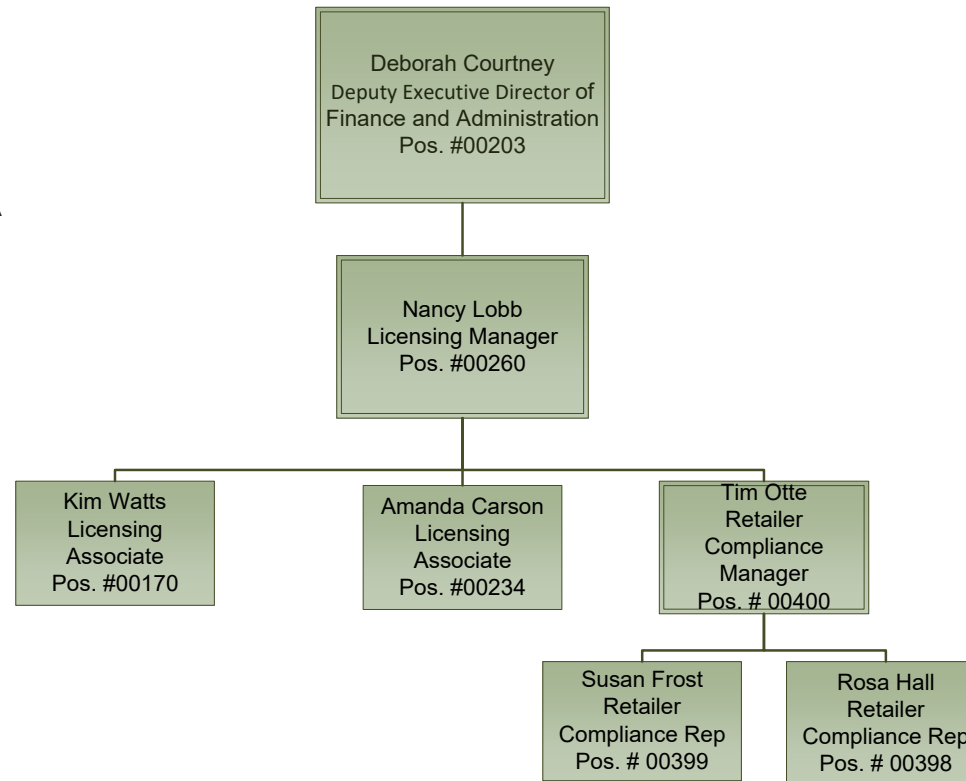 Deborah Courtney
Deputy Executive Director of
Finance and Administration
Pos. #00203
Nancy Lobb
Licensing Manager
Pos. #00260
Kim Watts
Licensing
Associate
Pos. #00170
Amanda Carson
Licensing
Associate
Pos. #00234
Tim Otte
Retailer
Compliance
Manager
Pos. # 00400
Susan Frost
Retailer
Compliance Rep
Pos. # 00399
Rosa Hall
Retailer
Compliance Rep
Pos. # 00398